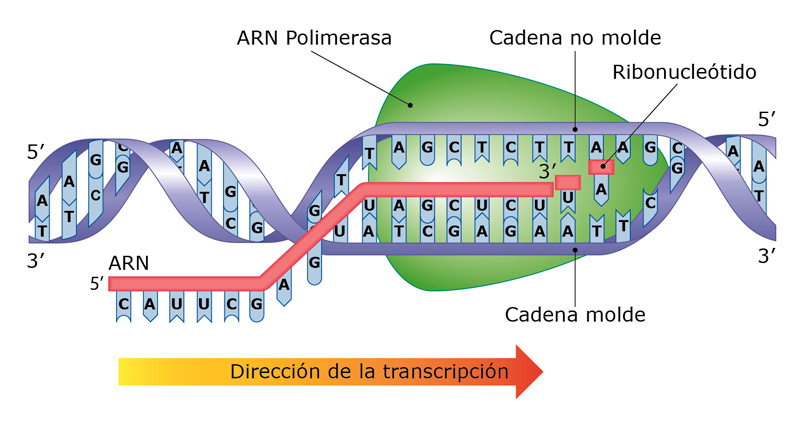 ARN Polimerasa
Cadena no molde
Ribonucleótido
5′
5′
T A G C T C T T A A G C
A G C A A T G C G
T T
G A A T
3′
U A G C U C U U A
A T A T C
U A T C G A G A A T T C G
3′
3′
ARN
5′
C A U U C G A G G U
Cadena molde
Dirección de la transcripción